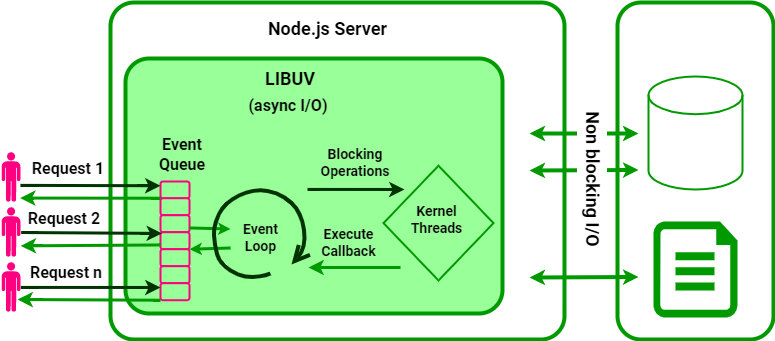 Node.js Server
LIBUV
(async I/O)
Event
Queue
Request 1
Request 2
Request n
Event
Loop
Blocking
Operations
Execute
Callback
Kernel
Threads
Non blocking I/O